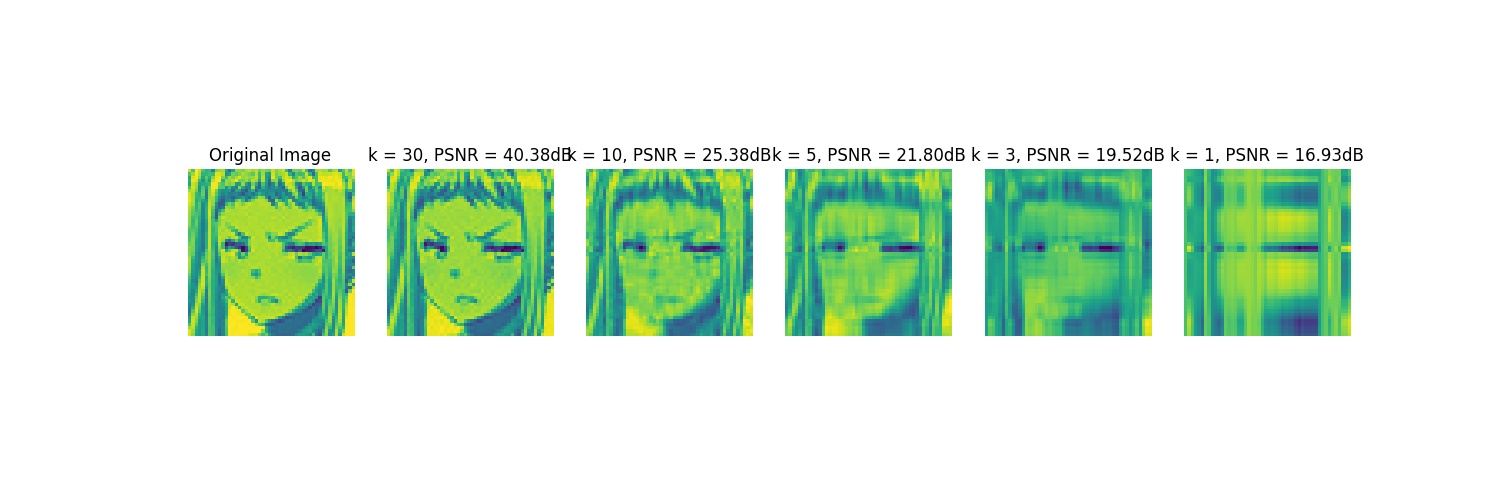 Original Image
k = 30, PSNR = 40.38dB
k = 10, PSNR = 25.38dB
k = 5, PSNR = 21.80dB
k = 3, PSNR = 19.52dB
k = 1, PSNR = 16.93dB